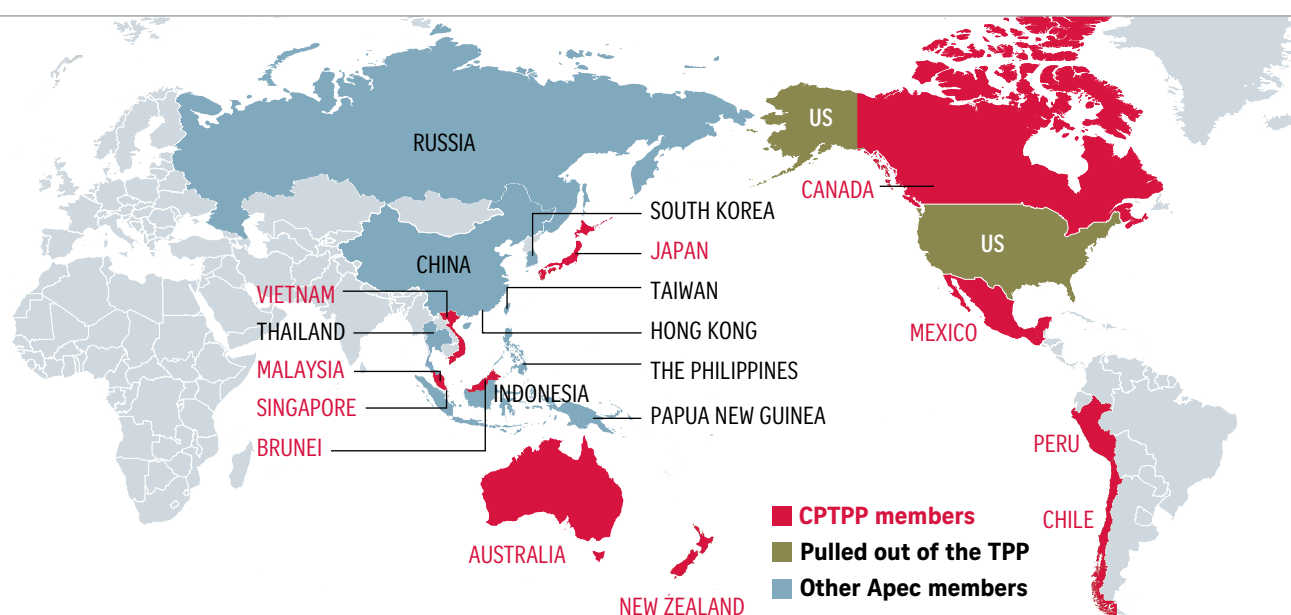 US
RUSSIA
CANADA
SOUTH KOREA
JAPAN
US
CHINA
TAIWAN
VIETNAM
THAILAND
HONG KONG
MEXICO
MALAYSIA
THE PHILIPPINES
INDONESIA
SINGAPORE
PAPUA NEW GUINEA
BRUNEI
PERU
CPTPP members
CHILE
Pulled out of the TPP
AUSTRALIA
Other Apec members
NEW ZEALAND